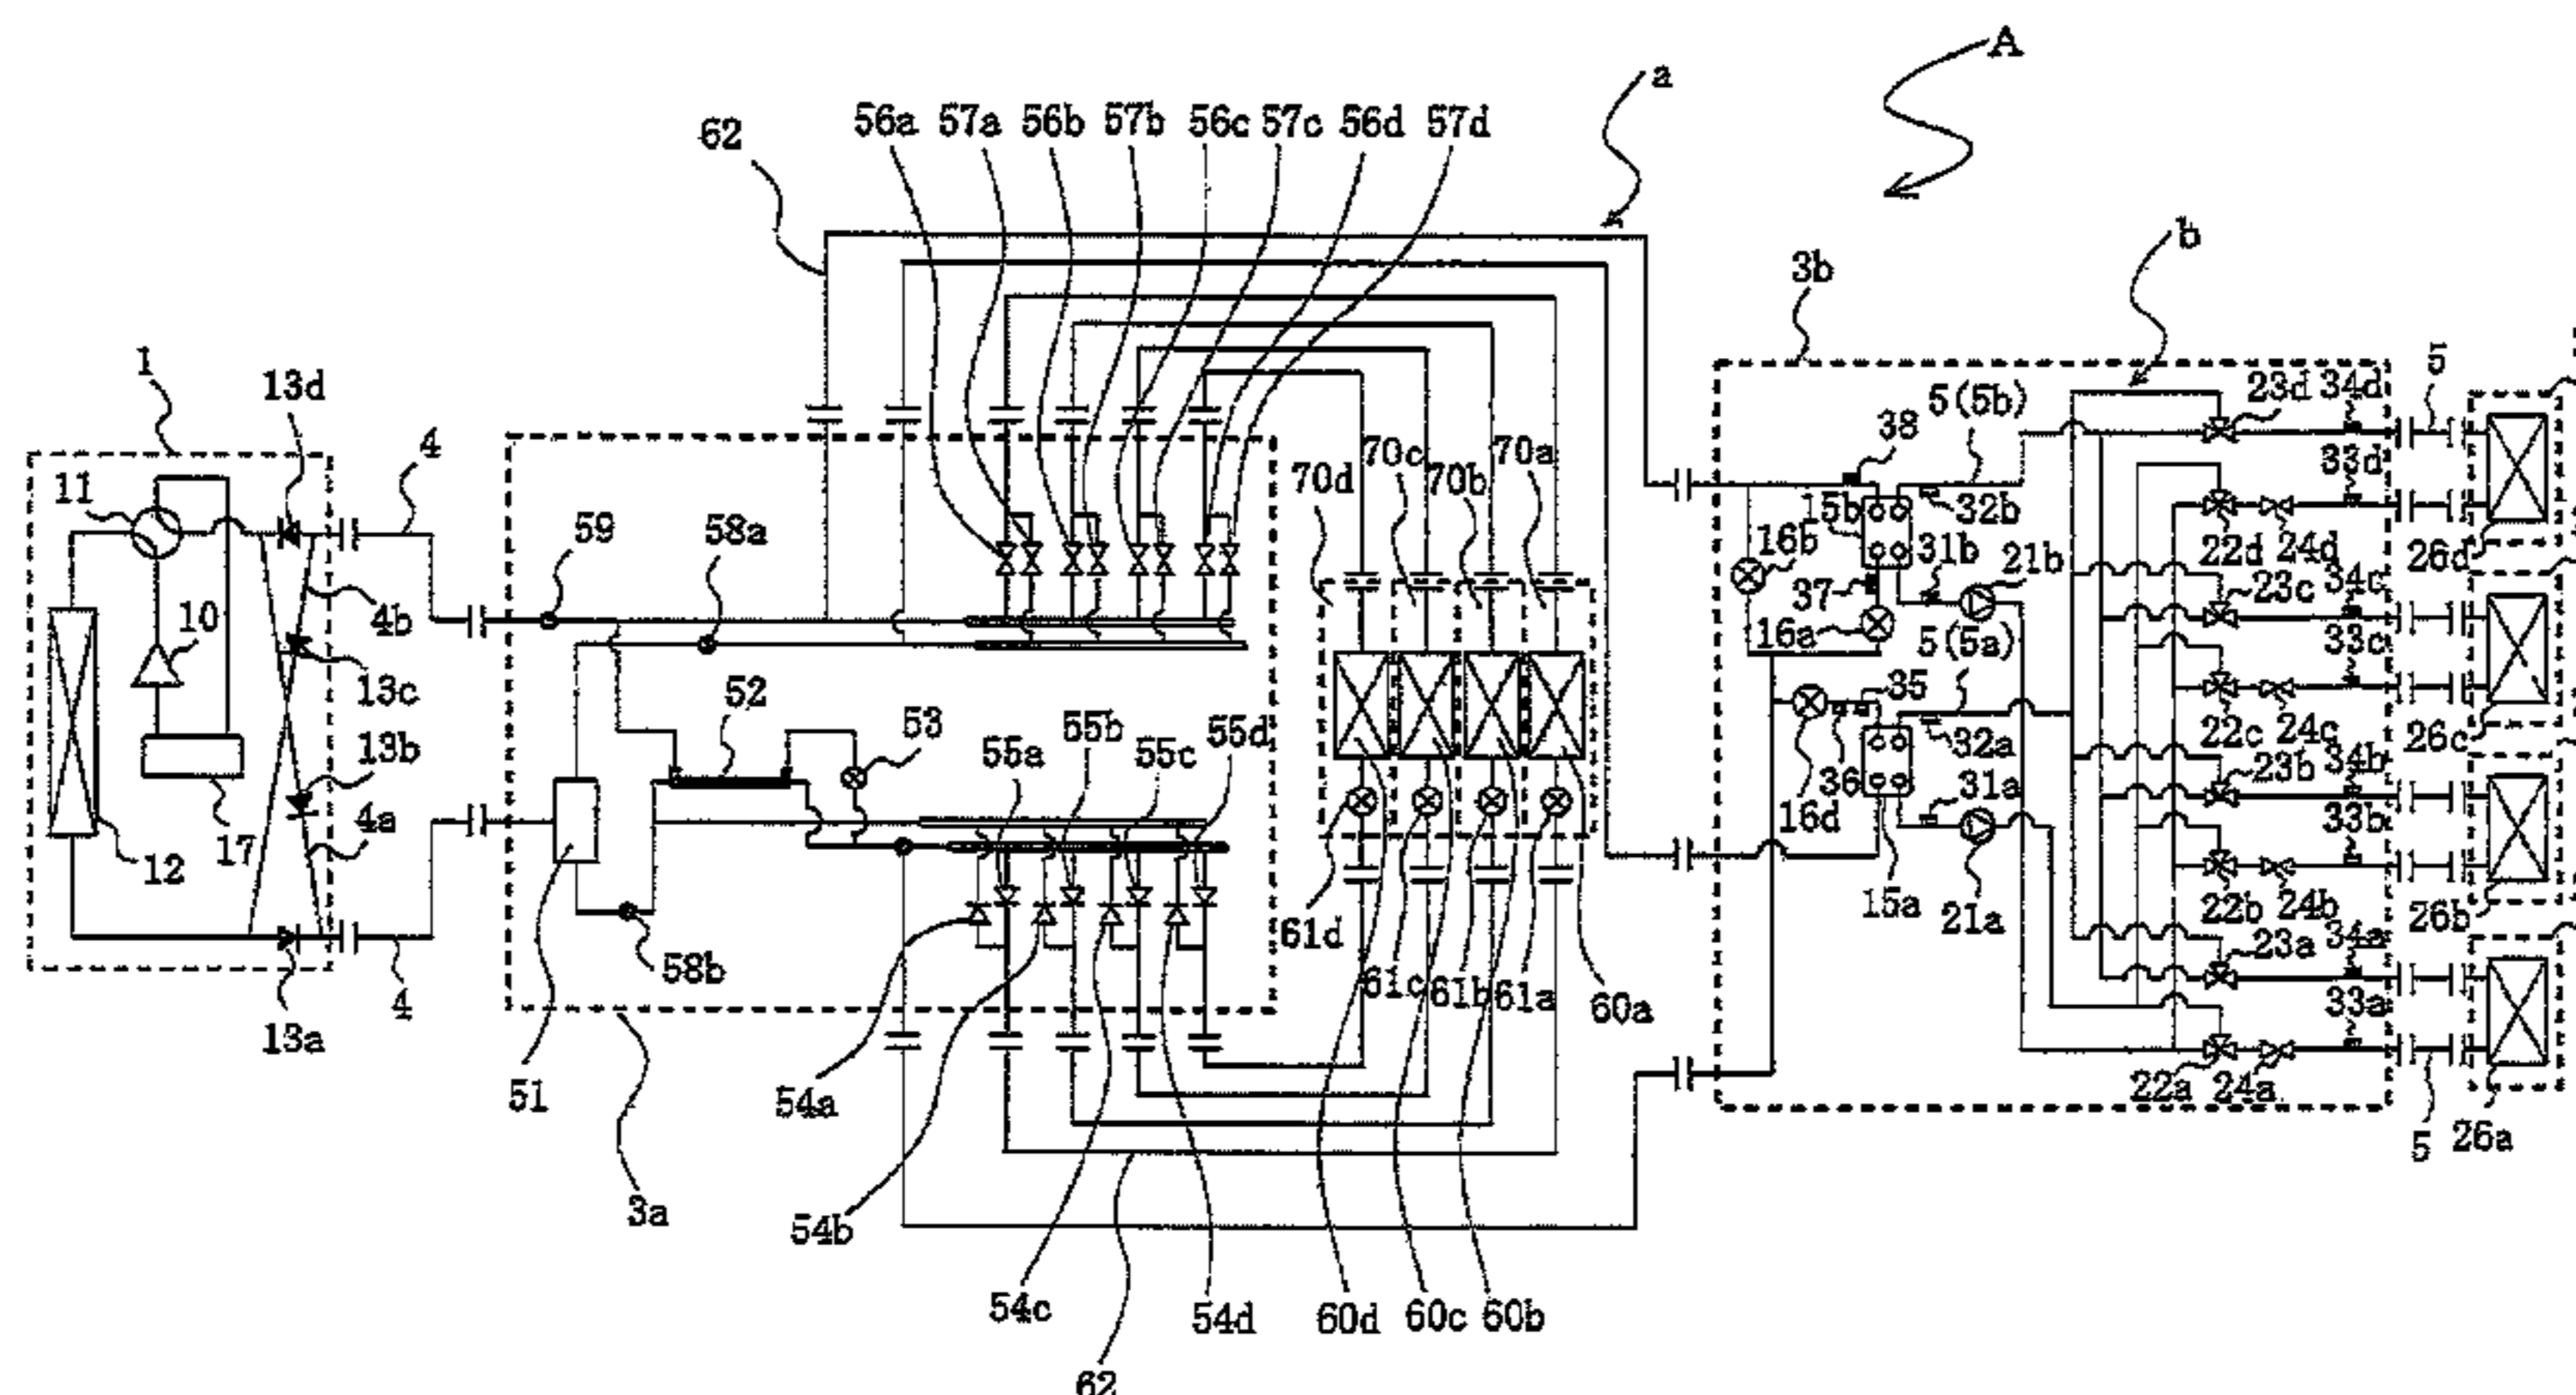 A
a
62
56a 57a 56b 57b 56c 57c 56d 57d
b
3b
1
13d
4
5(5b)
23d
34d
5
38
11
59
58a
70d
70c
70b
70a
15b
32b
33d
16b
31b
21b
22d
24d
26d
4b
37
23c
34c
10
16a
5(5a)
33c
13c
52
35
53
55a
55b
55c
55d
32a
22c
24c
26c
13b
36
31a
23b
34b
4a
16d
33b
17
12
15a
21a
22b
24b
26b
61d
23a
34a
58b
61c
61b
61a
60a
33a
4
13a
51
54a
22a
24a
5
26a
3a
54b
54c
54d
60d
60c
60b
62